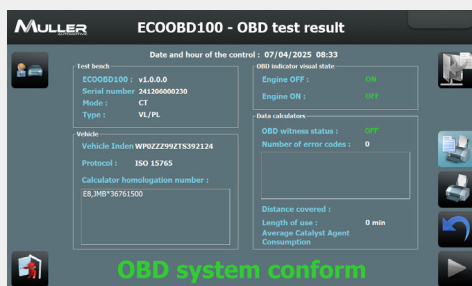 MULLER
AUTOMOTIVE
ECOOBD100 - OBD test result
Date and hour of the control : 07/04/2025 08:33
Test bench
ECOOBD100 : v1.0.0.0
Serial number 241206000230
Mode : CT
Type : VL/PL
Vehicle
Vehicle Inden WP0ZZZ99ZTS392124
Protocol : ISO 15765
Calculator homologation number :
E8,JMB*36761500
OBD indicator visual state
Engine OFF : ON
Engine ON : OFF
Data calculators
OBD witness status : OFF
Number of error codes : 0
Distance covered :
Length of use : 0 min
Average Catalyst Agent
Consumption
OBD system conform